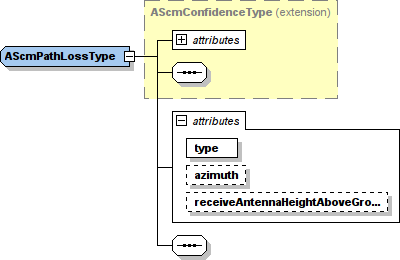 AScmConfidenceType (extension)
attributes
AScmPathLossType
attributes
type
azimuth
receiveAntennaHeightAboveGro...